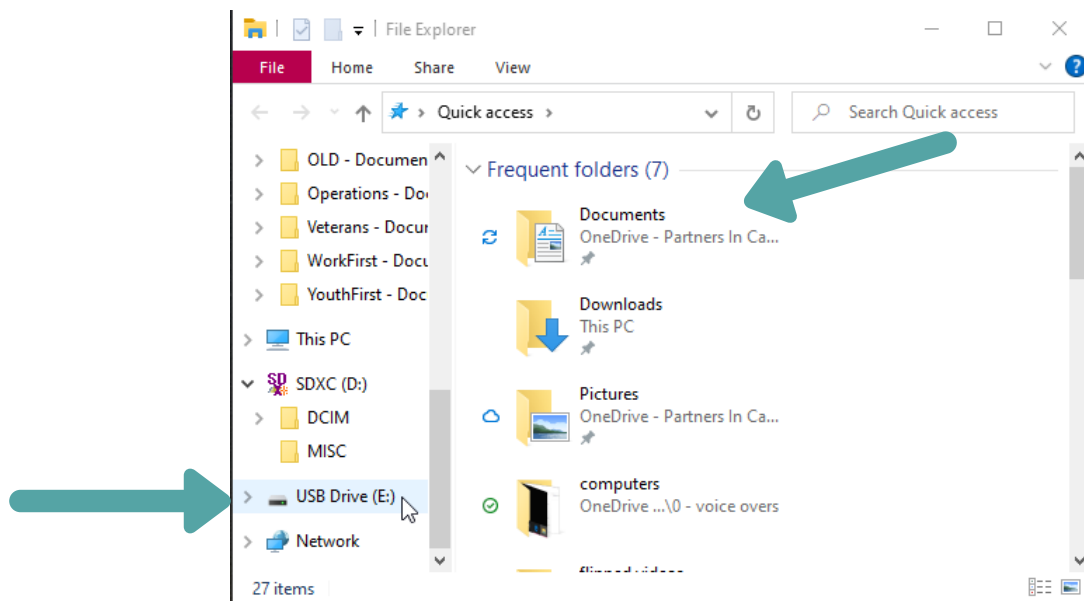 File Explorer
File Home Share View
?
Quick access
Search Quick access
OLD - Documen
Operations - Do
Veterans - Docur
WorkFirst - Docu
YouthFirst - Doc
This PC
SD SDXC (D:)
DCIM
MISC
USB Drive (E:)
Network
Frequent folders (7)
Documents
OneDrive - Partners In Ca...
Downloads
This PC
Pictures
OneDrive - Partners In Ca...
computers
OneDrive ...\0 - voice overs
27 items